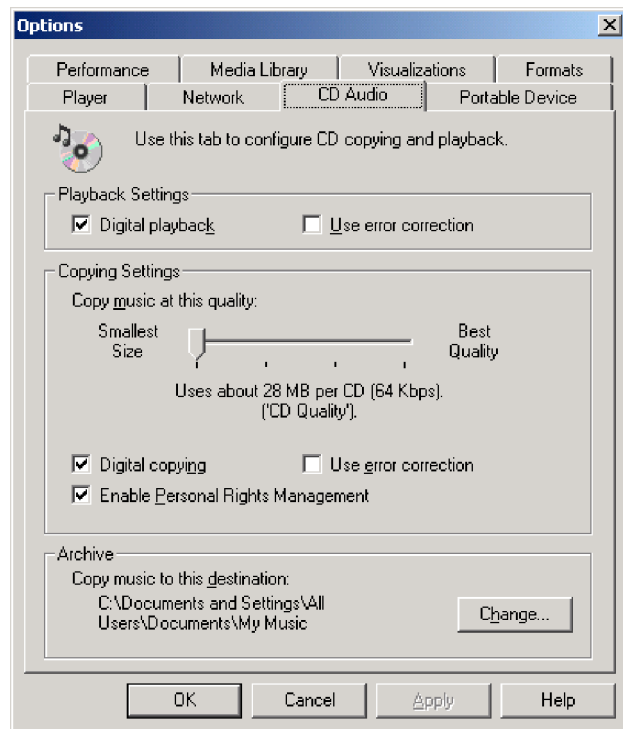 Options
Performance Media Library Visualizations Formats
Player Network CD Audio Portable Device
Use this tab to configure CD copying and playback.
Playback Settings
Digital playback Use error correction
Copying Settings
Copy music at this quality:
Smallest Size Best Quality
Uses about 28 MB per CD (64 Kbps).
('CD Quality').
Digital copying Use error correction
Enable Personal Rights Management
Archive
Copy music to this destination:
C:\Documents and Settings\All
Users\Documents\My Music
Change...
OK Cancel Apply Help